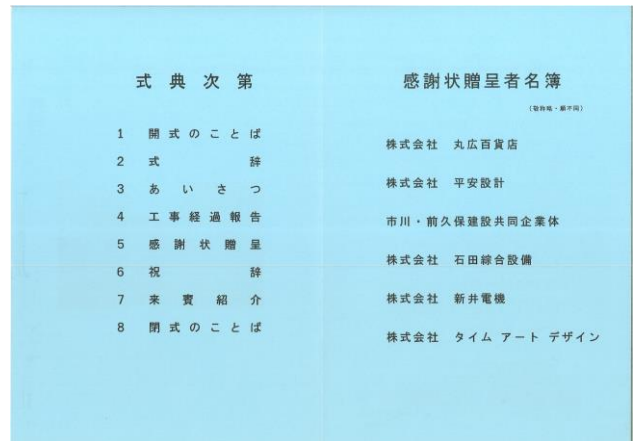 式典次第
1 開式のことば
2 式辞
3 あいさつ
4 工事経過報告
5 感謝状贈呈
6 祝辞
7 来賓紹介
8 閉式のことば
感謝状贈呈者名簿
(敬称略・順不同)
株式会社 丸広百貨店
株式会社 平安設計
市川・前久保建設共同企業体
株式会社 石田綜合設備
株式会社 新井電機
株式会社 タイム アート デザイン